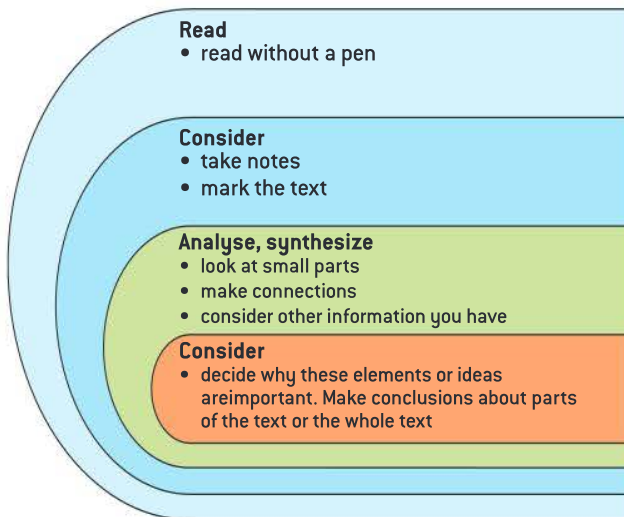 Read
• read without a pen
Consider
• take notes
• mark the text
Analyse, synthesize
• look at small parts
• make connections
• consider other information you have
Consider
• decide why these elements or ideas
areimportant. Make conclusions about parts
of the text or the whole text